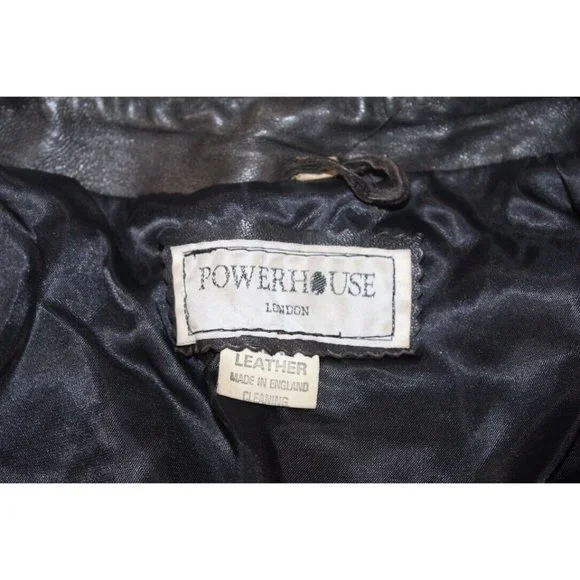 POWERHOUSE
LONDON
LEATHER
MADE IN ENGLAND
CLEANING